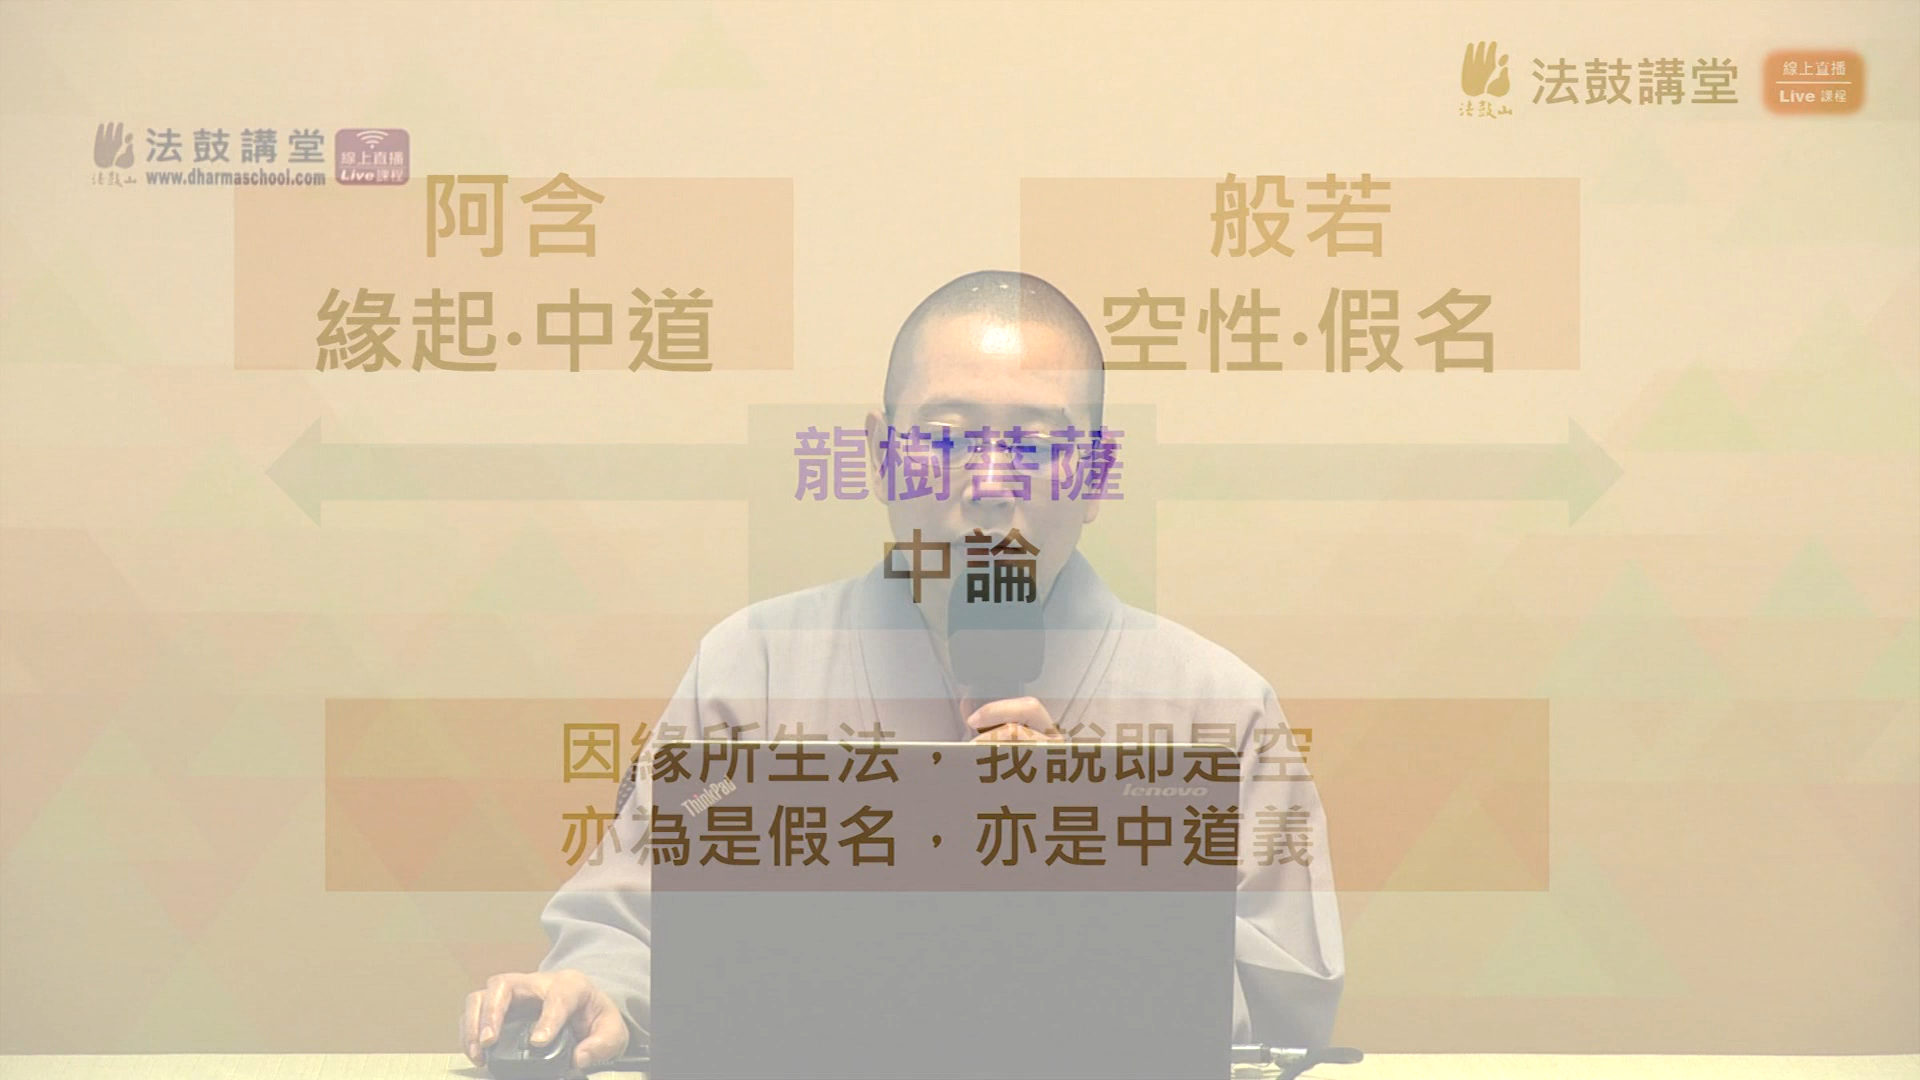 法鼓講堂
線上直播
Live 課程
法鼓山
法鼓講堂
www.dharmaschool.com
線上直播
Live 課程
法鼓山
阿含
緣起·中道
般若
空性·假名
龍樹菩薩
中論
因緣所生法，我說即是空
亦為是假名，亦是中道義
ThinkPad
lenovo